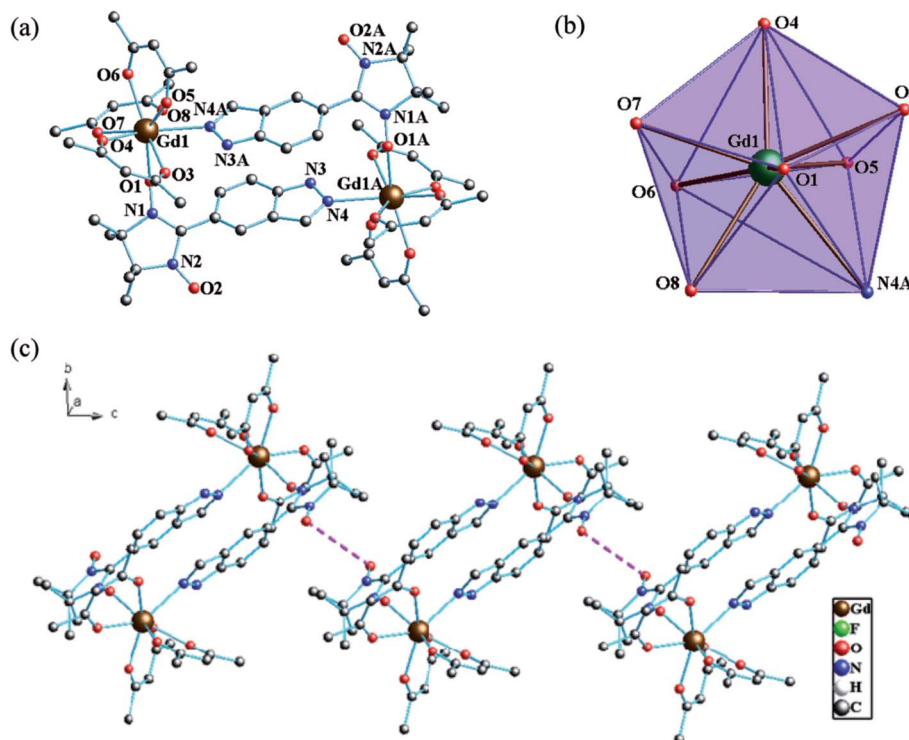 (a)
O2A
N2A
O6
O5
N4A
O8
N1A
O7
O4
Gd1
N3A
O1A
O1
O3
N3
Gd1A
N1
N4
N2
O2
(b)
O4
O7
O
Gd1
O5
O1
O6
O8
N4A
(c)
b
a
c
Gd
F
O
N
H
C